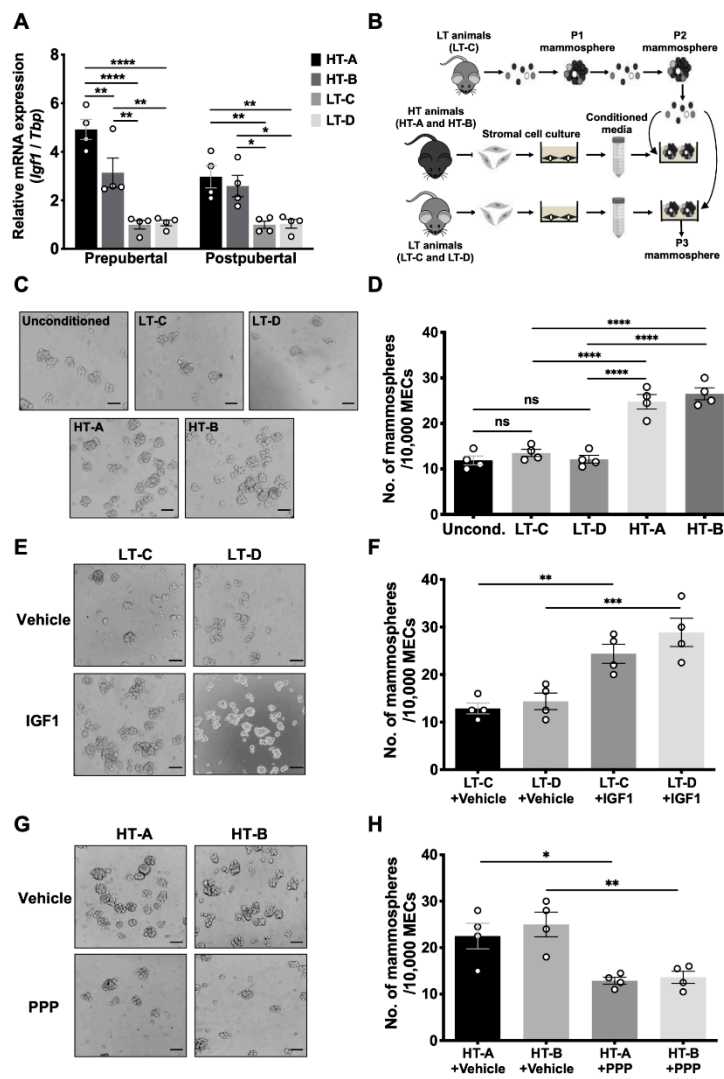 A
Relative mRNA expression
(Igf1 / Tbp)
8
6
4
2
0
****
****
**
**
**
**
**
*
*
Prepubertal
Postpubertal
HT-A
HT-B
LT-C
LT-D
B
LT animals
(LT-C)
P1
mammosphere
P2
mammosphere
HT animals
(HT-A and HT-B)
Stromal cell culture
Conditioned
media
LT animals
(LT-C and LT-D)
P3
mammosphere
C
Unconditioned
LT-C
LT-D
HT-A
HT-B
D
No. of mammospheres
/10,000 MECs
40
30
20
10
0
****
****
****
****
ns
ns
Uncond.
LT-C
LT-D
HT-A
HT-B
E
LT-C
LT-D
Vehicle
IGF1
F
No. of mammospheres
/10,000 MECs
40
30
20
10
0
**
***
LT-C
+Vehicle
LT-D
+Vehicle
LT-C
+IGF1
LT-D
+IGF1
G
HT-A
HT-B
Vehicle
PPP
H
No. of mammospheres
/10,000 MECs
40
30
20
10
0
*
**
HT-A
+Vehicle
HT-B
+Vehicle
HT-A
+PPP
HT-B
+PPP